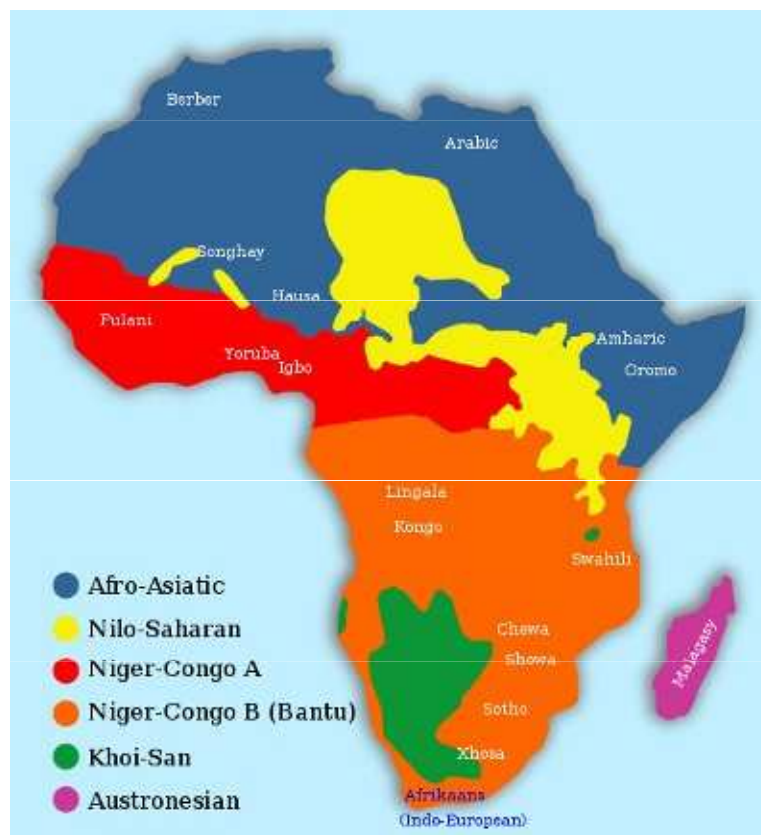 Berber
Arabic
Songhay
Hausa
Fulani
Amharic
Yoruba
Igbo
Oromo
Lingala
Kongo
Swahili
Chewa
Showa
Malagasy
Sotho
Xhosa
Afrikaans
(Indo-European)
Afro-Asiatic
Nilo-Saharan
Niger-Congo A
Niger-Congo B (Bantu)
Khoi-San
Austronesian